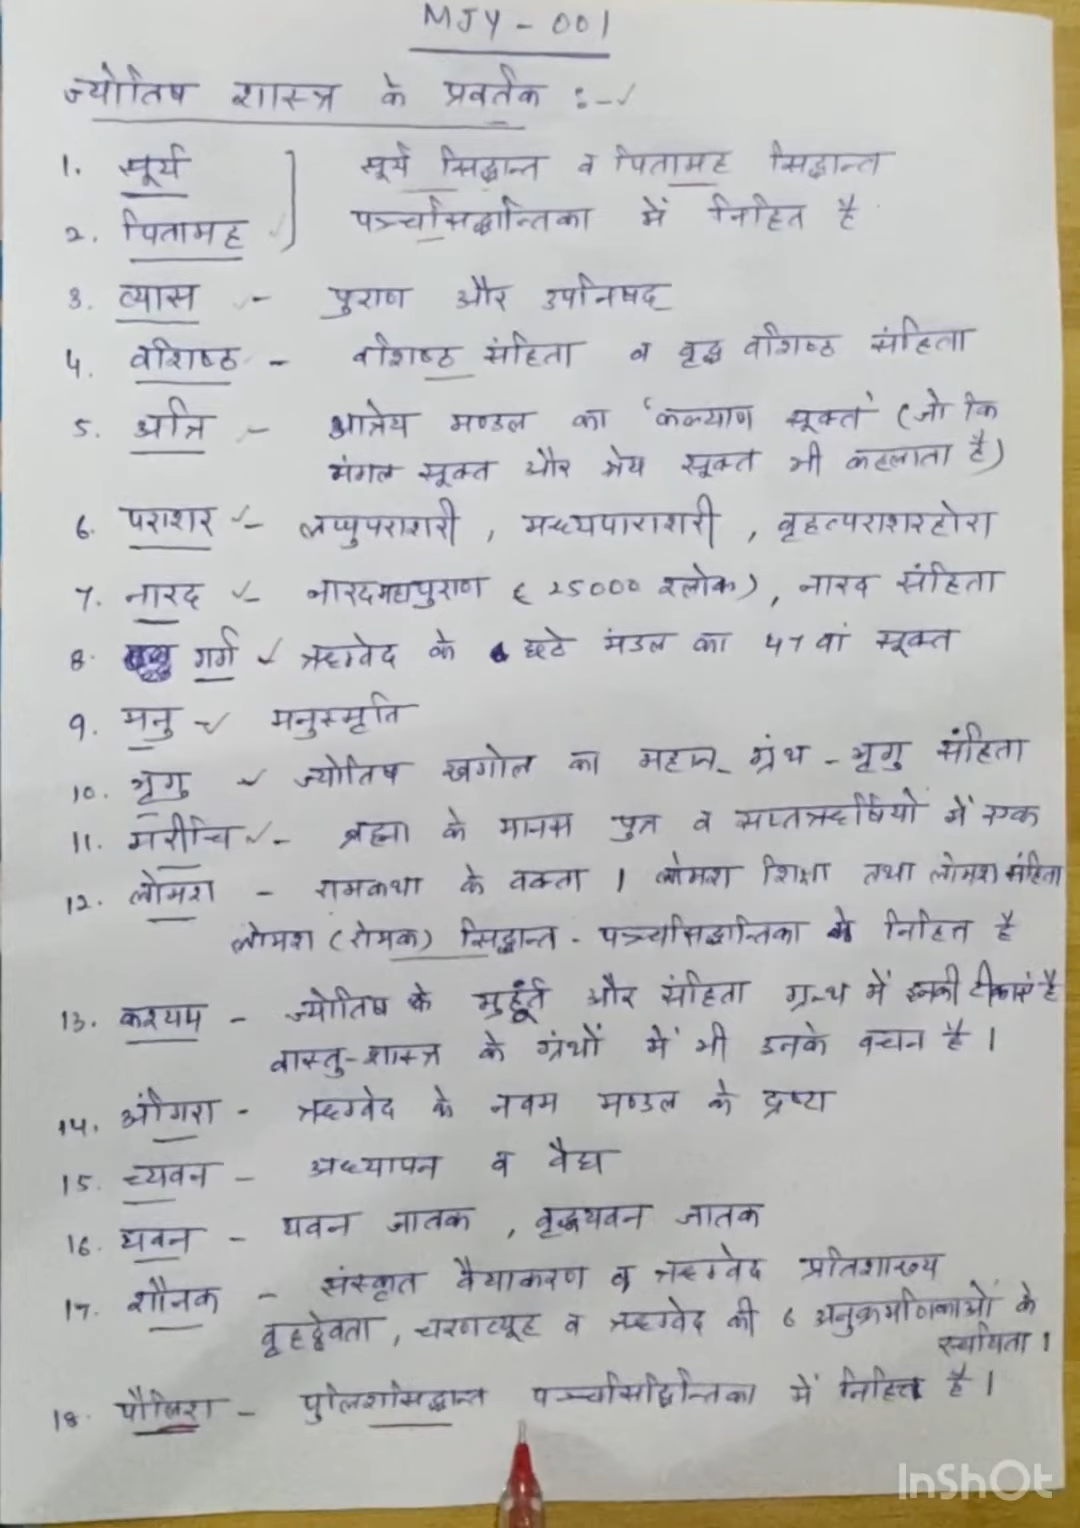 MJY - 001
ज्योतिष शास्त्र के प्रवर्तक :-
1. सूर्य सूर्य सिद्धान्त व पितामह सिद्धान्त
2. पितामह पञ्चसिद्धान्तिका में निहित है
3. व्यास - पुराण और उपनिषद
4. वशिष्ठ - वशिष्ठ संहिता व वृद्ध वशिष्ठ संहिता
5. अत्रि - आत्रेय मण्डल का 'कल्याण सूक्त' (जो कि
मंगल सूक्त और श्रेय सूक्त भी कहलाता है)
6. पराशर - लघुपराशरी, मध्यपाराशरी, वृहत्पराशरहोरा
7. नारद - नारदमहापुराण (25000 श्लोक), नारद संहिता
8. गर्ग - ऋग्वेद के छठे मंडल का 47 वां सूक्त
9. मनु - मनुस्मृति
10. भृगु - ज्योतिष खगोल का महान ग्रंथ - भृगु संहिता
11. मरीचि - ब्रह्मा के मानस पुत्र व सप्तऋर्षियों में एक
12. लोमश - रामकथा के वक्ता । लोमश शिक्षा तथा लोमश संहिता
लोमश (रोमक) सिद्धान्त - पञ्चसिद्धान्तिका में निहित है
13. कश्यप - ज्योतिष के मुहूर्त और संहिता ग्रन्थ में इनकी टीकाएं है
वास्तु-शास्त्र के ग्रंथों में भी उनके वचन है ।
14. अंगिरा - ऋग्वेद के नवम मण्डल के द्रष्टा
15. च्यवन - अध्यापन व वैद्य
16. यवन - यवन जातक, वृद्धयवन जातक
17. शौनक - संस्कृत वैयाकरण व ऋग्वेद प्रतिशाख्य
वृहद्देवता, चरणव्यूह व ऋग्वेद की 6 अनुक्रमणिकाओं के
रचयिता ।
18. पौलिश - पुलिशसिद्धान्त पञ्चसिद्धिान्तिका में निहित है ।
InShOt